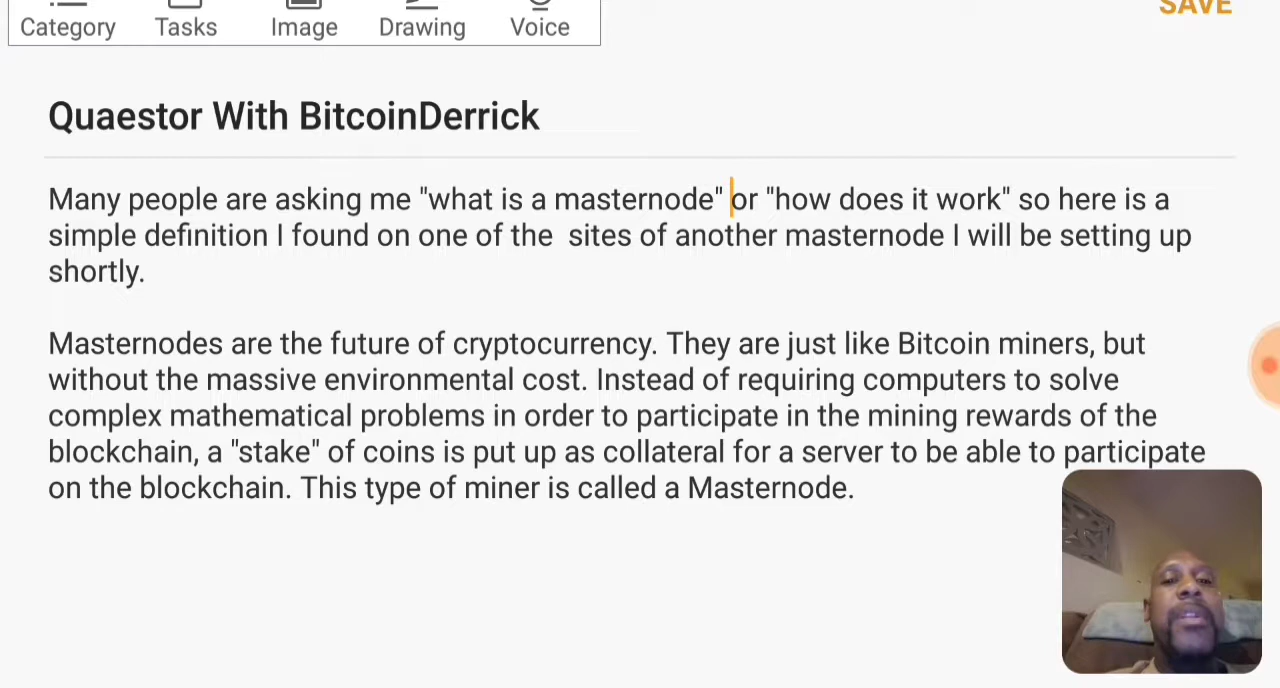 SAVE
Category Tasks Image Drawing Voice
Quaestor With BitcoinDerrick
Many people are asking me "what is a masternode" or "how does it work" so here is a
simple definition I found on one of the  sites of another masternode I will be setting up
shortly.
Masternodes are the future of cryptocurrency. They are just like Bitcoin miners, but
without the massive environmental cost. Instead of requiring computers to solve
complex mathematical problems in order to participate in the mining rewards of the
blockchain, a "stake" of coins is put up as collateral for a server to be able to participate
on the blockchain. This type of miner is called a Masternode.